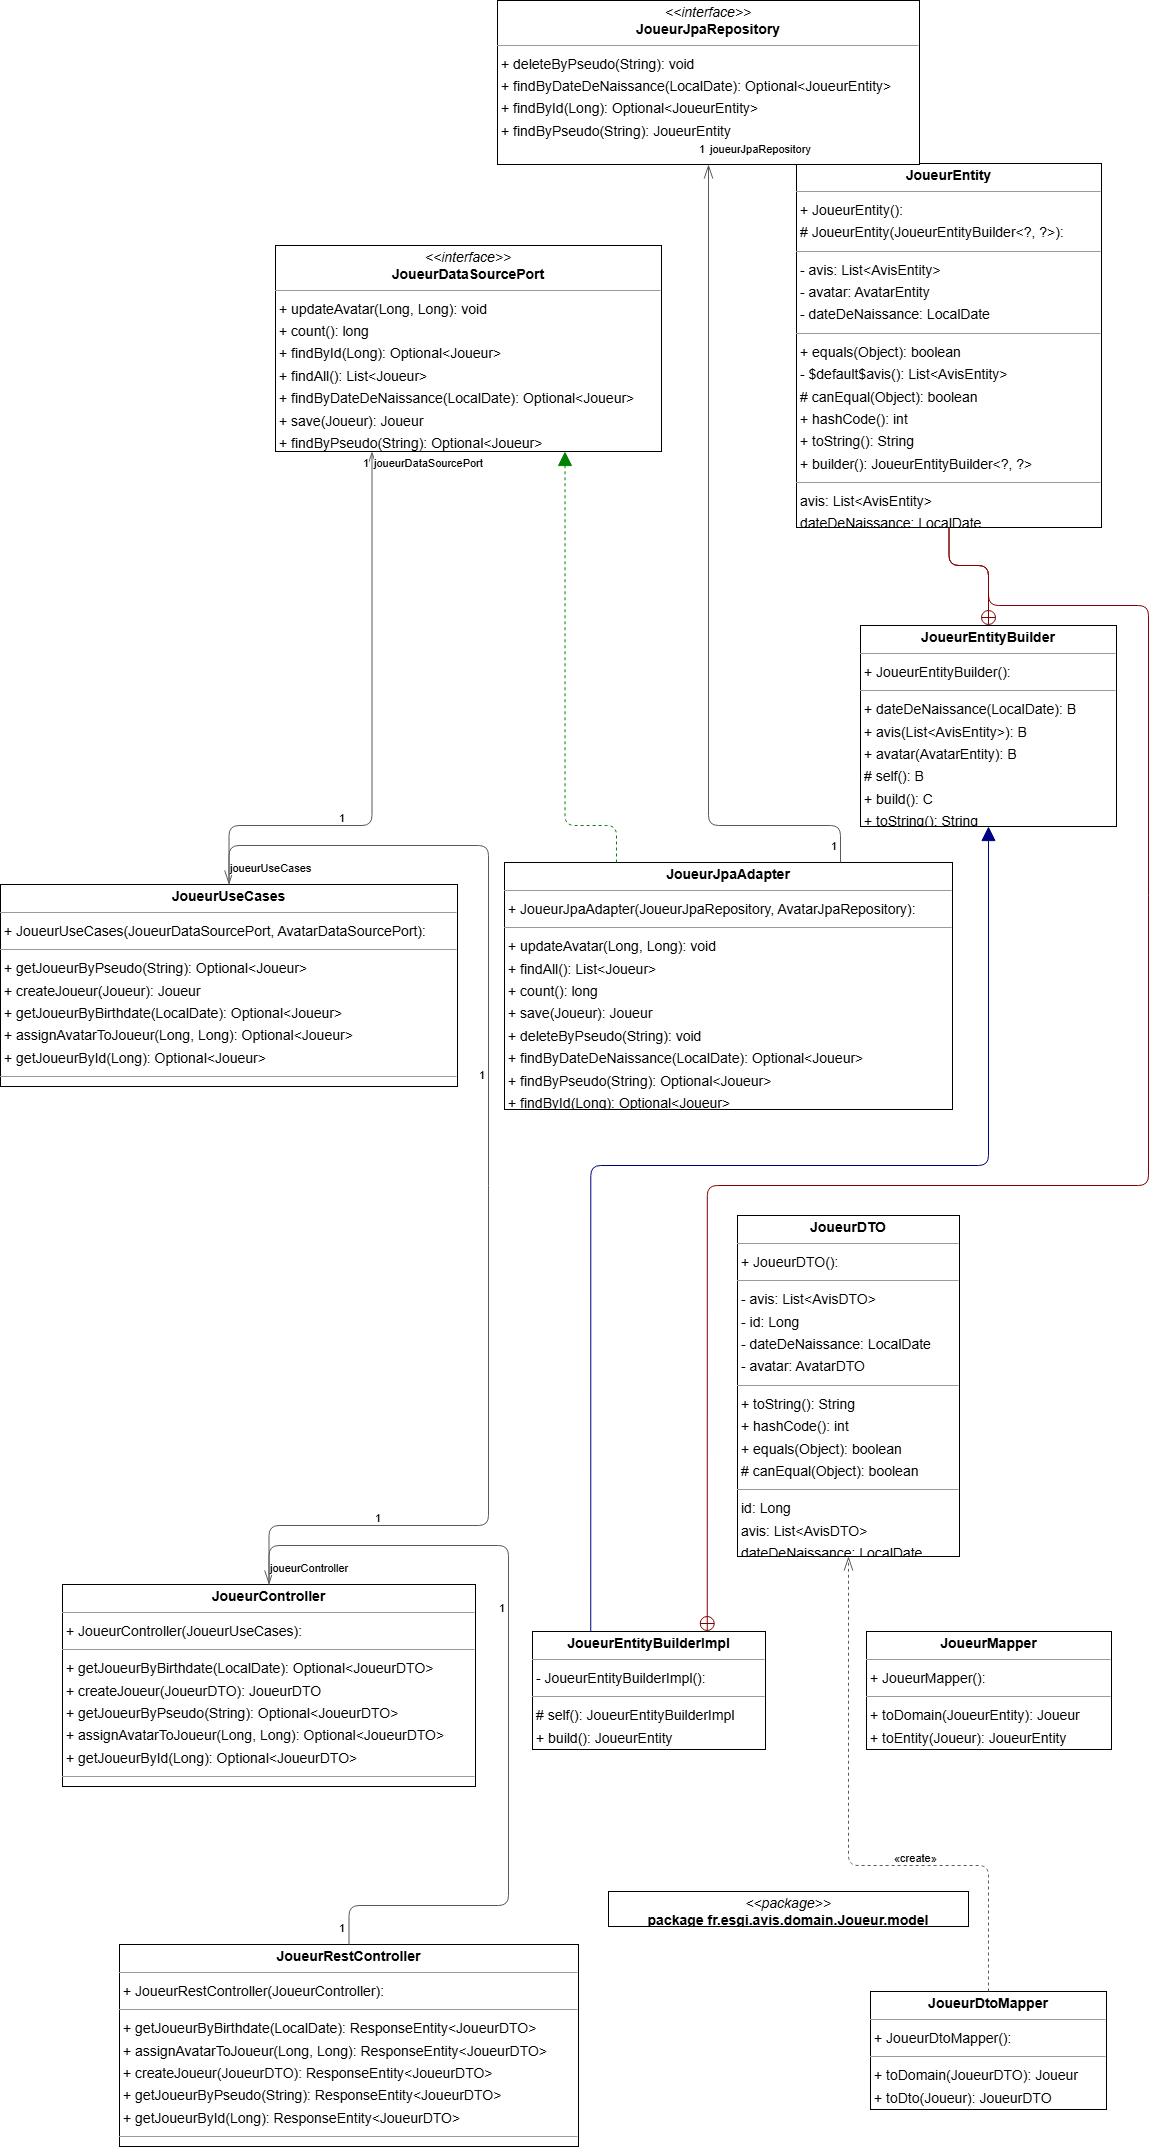 <<interface>>
JoueurJpaRepository
+ deleteByPseudo(String): void
+ findByDateDeNaissance(LocalDate): Optional<JoueurEntity>
+ findById(Long): Optional<JoueurEntity>
+ findByPseudo(String): JoueurEntity
1 joueurJpaRepository
JoueurEntity
+ JoueurEntity():
# JoueurEntity(JoueurEntityBuilder<?, ?>):
- avis: List<AvisEntity>
- avatar: AvatarEntity
- dateDeNaissance: LocalDate
+ equals(Object): boolean
- $default$avis(): List<AvisEntity>
# canEqual(Object): boolean
+ hashCode(): int
+ toString(): String
+ builder(): JoueurEntityBuilder<?, ?>
avis: List<AvisEntity>
dateDeNaissance: LocalDate
<<interface>>
JoueurDataSourcePort
+ updateAvatar(Long, Long): void
+ count(): long
+ findById(Long): Optional<Joueur>
+ findAll(): List<Joueur>
+ findByDateDeNaissance(LocalDate): Optional<Joueur>
+ save(Joueur): Joueur
+ findByPseudo(String): Optional<Joueur>
1 joueurDataSourcePort
JoueurEntityBuilder
+ JoueurEntityBuilder():
+ dateDeNaissance(LocalDate): B
+ avis(List<AvisEntity>): B
+ avatar(AvatarEntity): B
# self(): B
+ build(): C
+ toString(): String
1
1
joueurUseCases
JoueurUseCases
+ JoueurUseCases(JoueurDataSourcePort, AvatarDataSourcePort):
+ getJoueurByPseudo(String): Optional<Joueur>
+ createJoueur(Joueur): Joueur
+ getJoueurByBirthdate(LocalDate): Optional<Joueur>
+ assignAvatarToJoueur(Long, Long): Optional<Joueur>
+ getJoueurById(Long): Optional<Joueur>
1
JoueurJpaAdapter
+ JoueurJpaAdapter(JoueurJpaRepository, AvatarJpaRepository):
+ updateAvatar(Long, Long): void
+ findAll(): List<Joueur>
+ count(): long
+ save(Joueur): Joueur
+ deleteByPseudo(String): void
+ findByDateDeNaissance(LocalDate): Optional<Joueur>
+ findByPseudo(String): Optional<Joueur>
+ findById(Long): Optional<Joueur>
JoueurDTO
+ JoueurDTO():
- avis: List<AvisDTO>
- id: Long
- dateDeNaissance: LocalDate
- avatar: AvatarDTO
+ toString(): String
+ hashCode(): int
+ equals(Object): boolean
# canEqual(Object): boolean
id: Long
avis: List<AvisDTO>
dateDeNaissance: LocalDate
1
joueurController
JoueurController
+ JoueurController(JoueurUseCases):
+ getJoueurByBirthdate(LocalDate): Optional<JoueurDTO>
+ createJoueur(JoueurDTO): JoueurDTO
+ getJoueurByPseudo(String): Optional<JoueurDTO>
+ assignAvatarToJoueur(Long, Long): Optional<JoueurDTO>
+ getJoueurById(Long): Optional<JoueurDTO>
1
JoueurEntityBuilderImpl
- JoueurEntityBuilderImpl():
# self(): JoueurEntityBuilderImpl
+ build(): JoueurEntity
JoueurMapper
+ JoueurMapper():
+ toDomain(JoueurEntity): Joueur
+ toEntity(Joueur): JoueurEntity
«create»
<<package>>
package fr.esgi.avis.domain.Joueur.model
1
JoueurRestController
+ JoueurRestController(JoueurController):
+ getJoueurByBirthdate(LocalDate): ResponseEntity<JoueurDTO>
+ assignAvatarToJoueur(Long, Long): ResponseEntity<JoueurDTO>
+ createJoueur(JoueurDTO): ResponseEntity<JoueurDTO>
+ getJoueurByPseudo(String): ResponseEntity<JoueurDTO>
+ getJoueurById(Long): ResponseEntity<JoueurDTO>
JoueurDtoMapper
+ JoueurDtoMapper():
+ toDomain(JoueurDTO): Joueur
+ toDto(Joueur): JoueurDTO